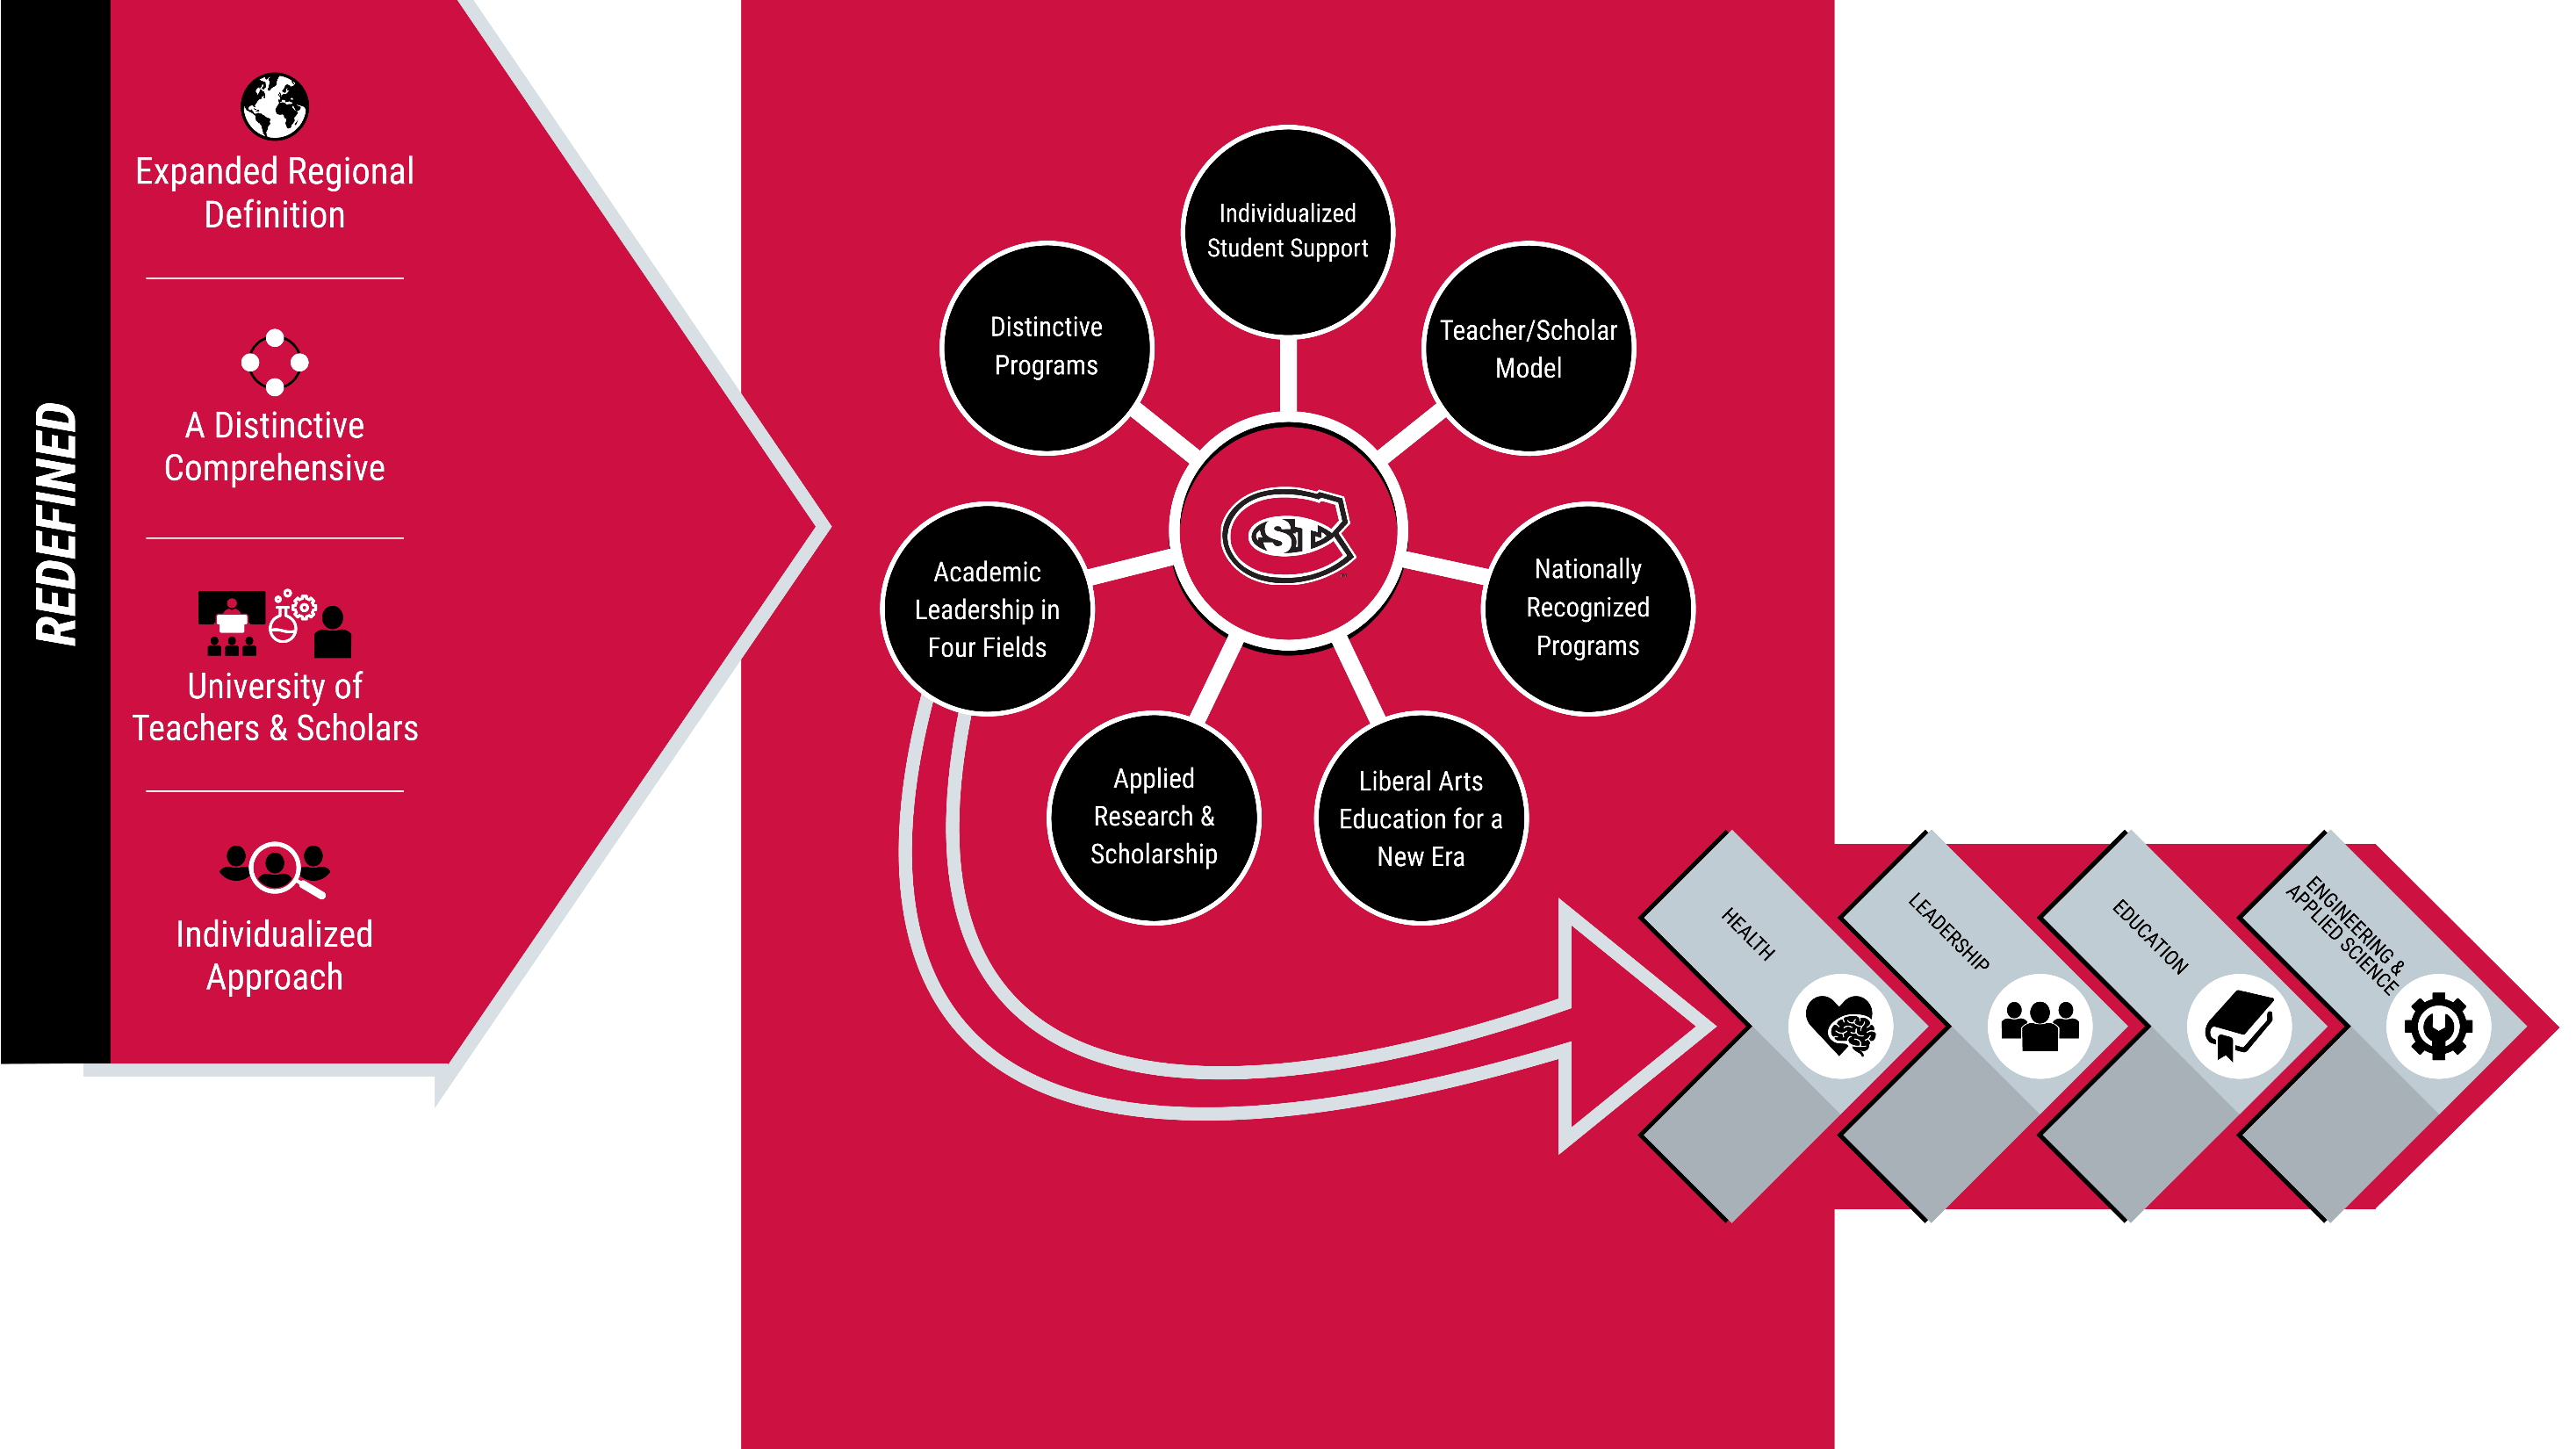 REDEFINED
Expanded Regional
Definition
A Distinctive
Comprehensive
University of
Teachers & Scholars
Individualized
Approach
Individualized
Student Support
Distinctive
Programs
Teacher/Scholar
Model
Academic
Leadership in
Four Fields
Nationally
Recognized
Programs
Applied
Research &
Scholarship
Liberal Arts
Education for a
New Era
ST
HEALTH
LEADERSHIP
EDUCATION
ENGINEERING &
APPLIED SCIENCE